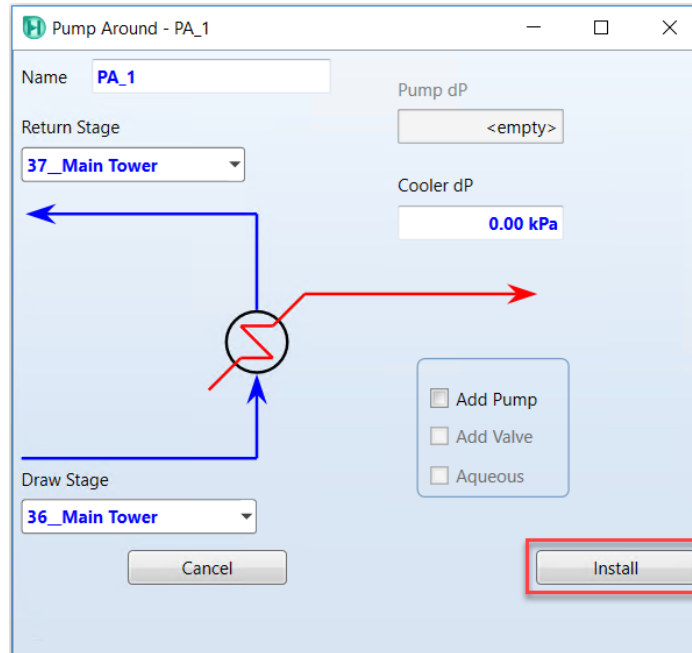 Pump Around - PA_1
Name PA_1
Pump dP
<empty>
Return Stage
37__Main Tower
Cooler dP
0.00 kPa
Add Pump
Add Valve
Aqueous
Draw Stage
36__Main Tower
Cancel
Install